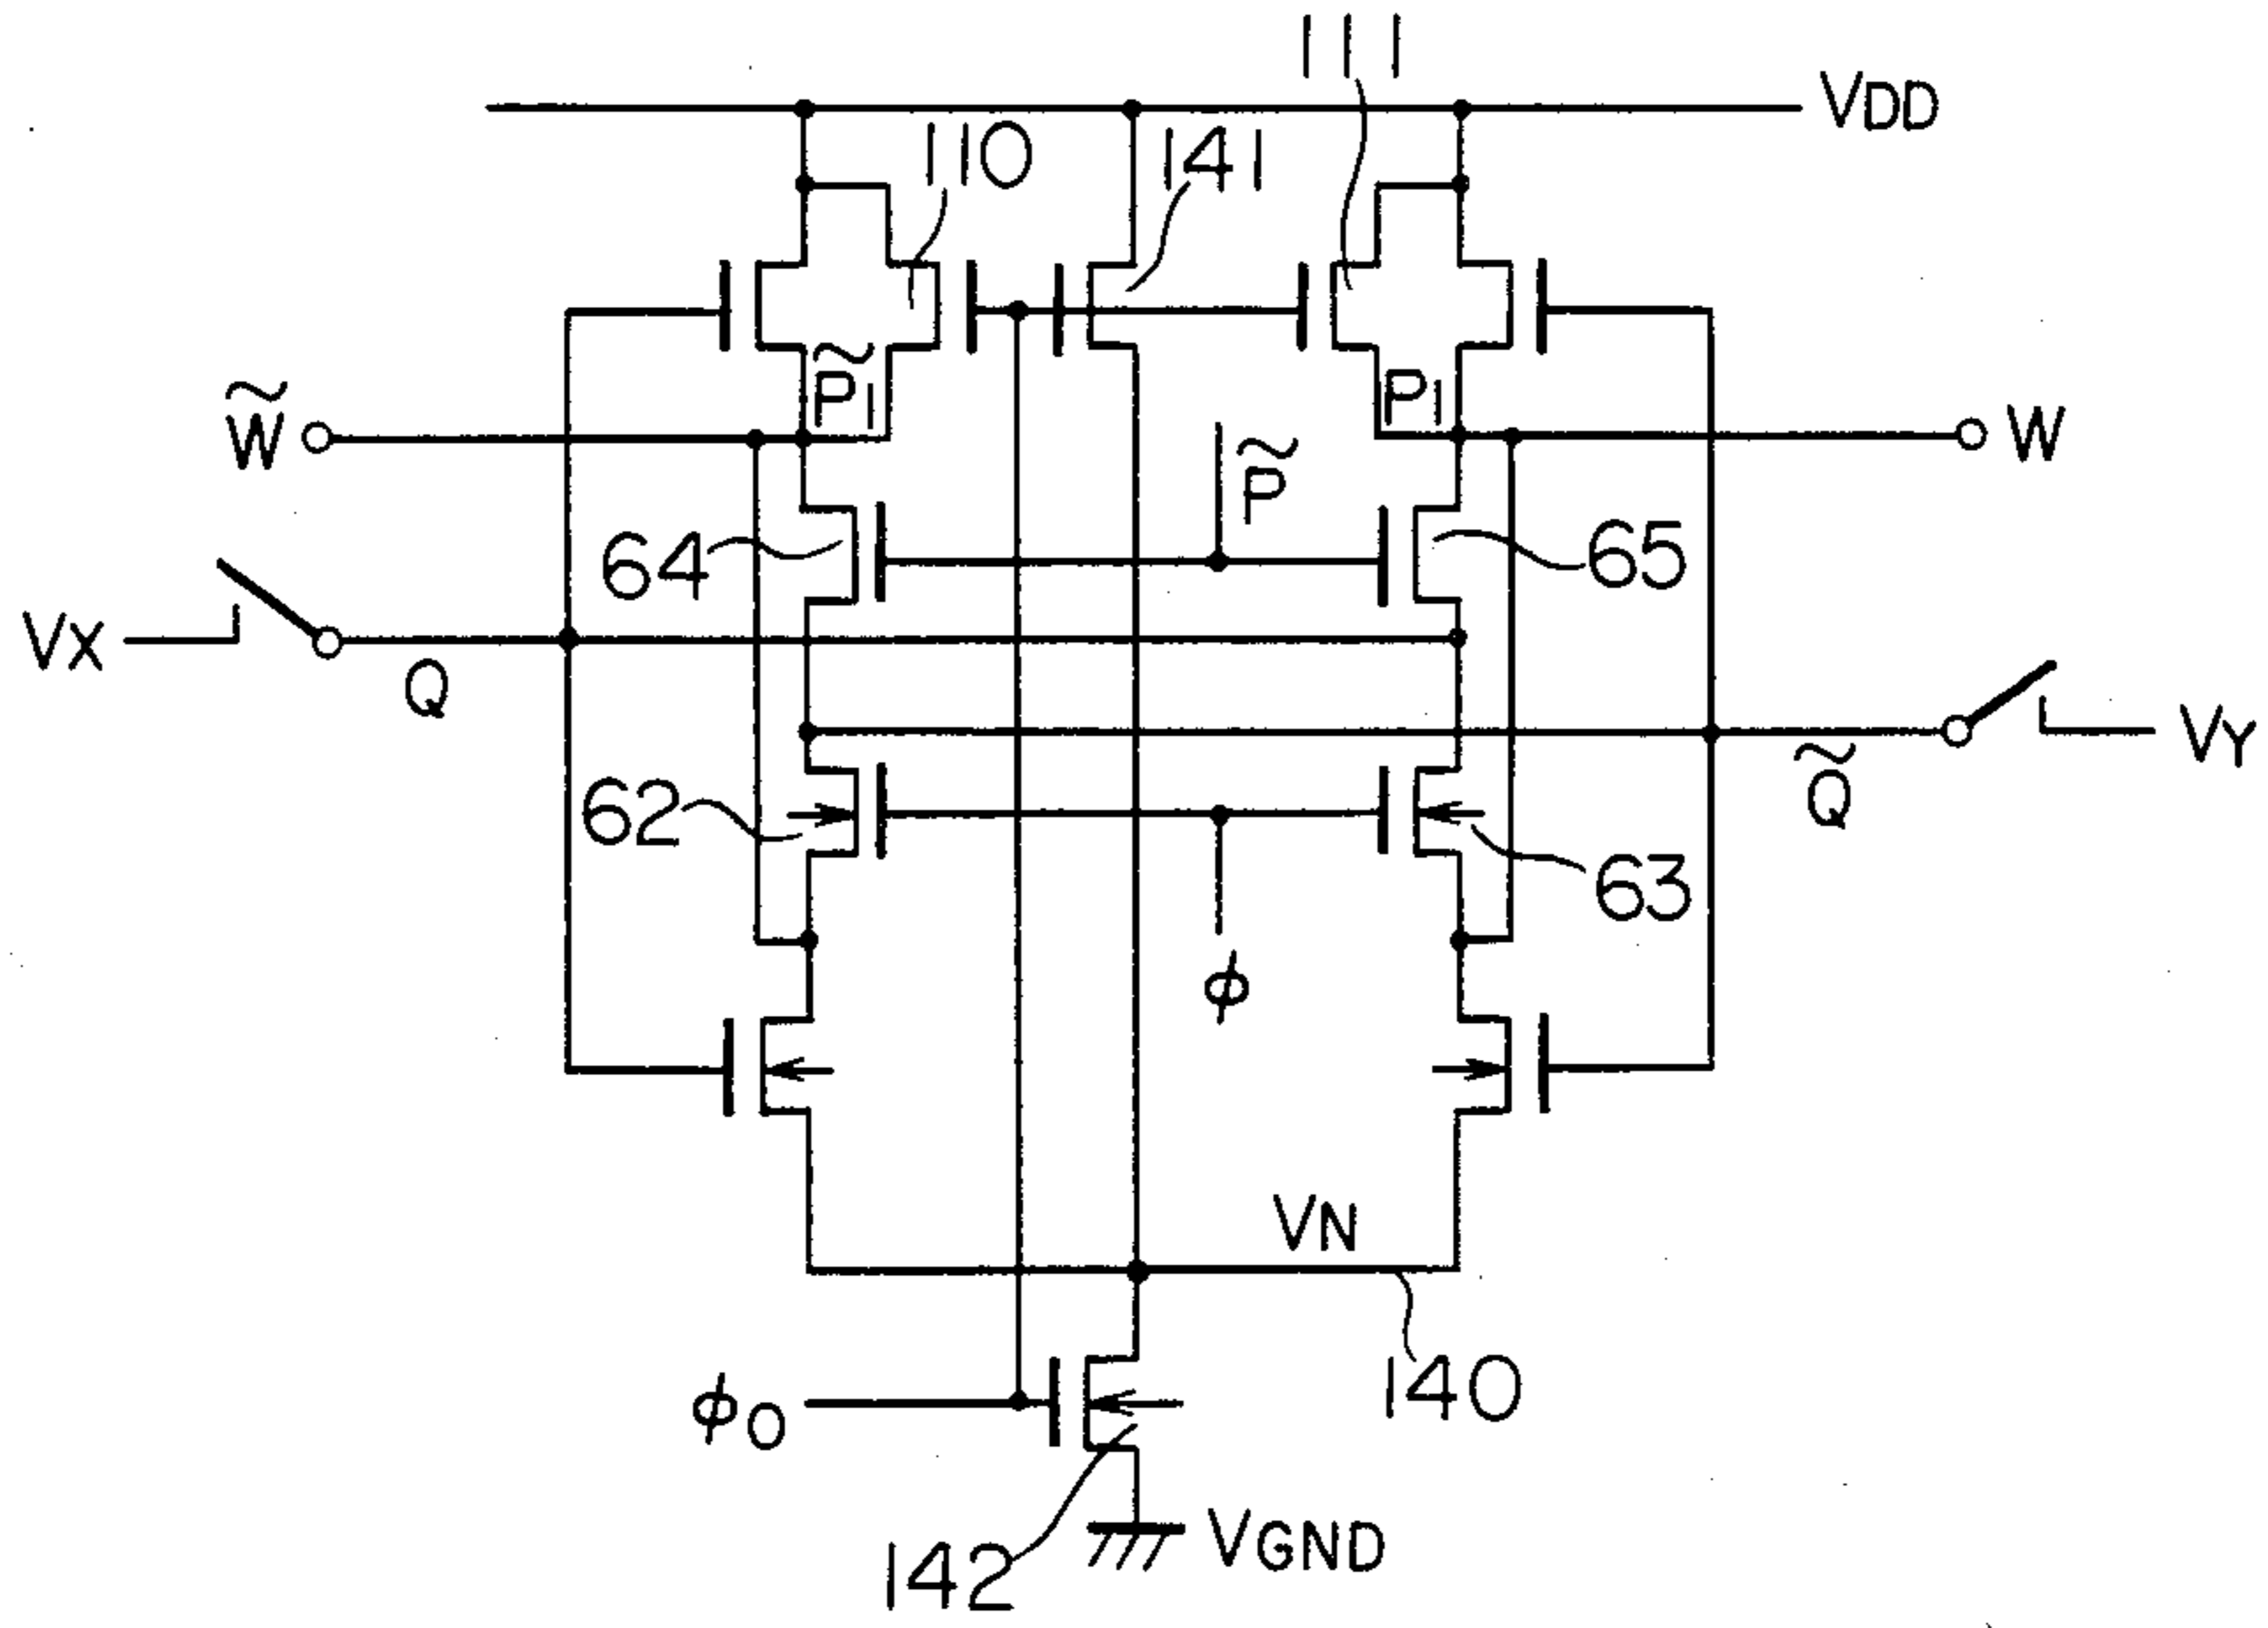 111
VDD
110
141
P̃1
P1
W̃
W
P̃
64
65
VX
Q
VY
Q̃
62
63
ϕ
VN
140
ϕ0
VGND
142